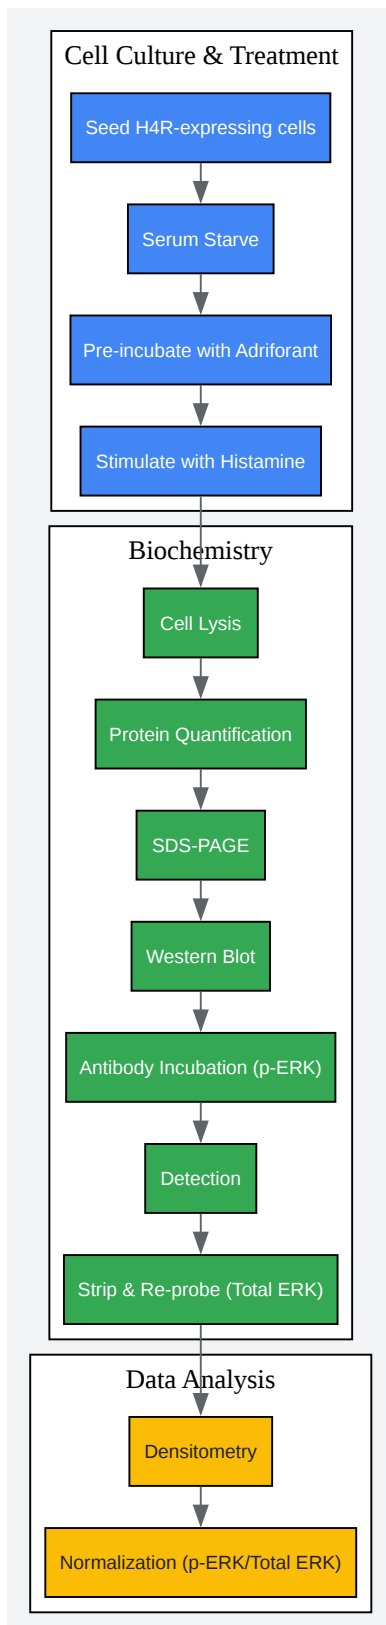 Cell Culture & Treatment
Seed H4R-expressing cells
Serum Starve
Pre-incubate with Adriforant
Stimulate with Histamine
Biochemistry
Cell Lysis
Protein Quantification
SDS-PAGE
Western Blot
Antibody Incubation (p-ERK)
Detection
Strip & Re-probe (Total ERK)
Data Analysis
Densitometry
Normalization (p-ERK/Total ERK)